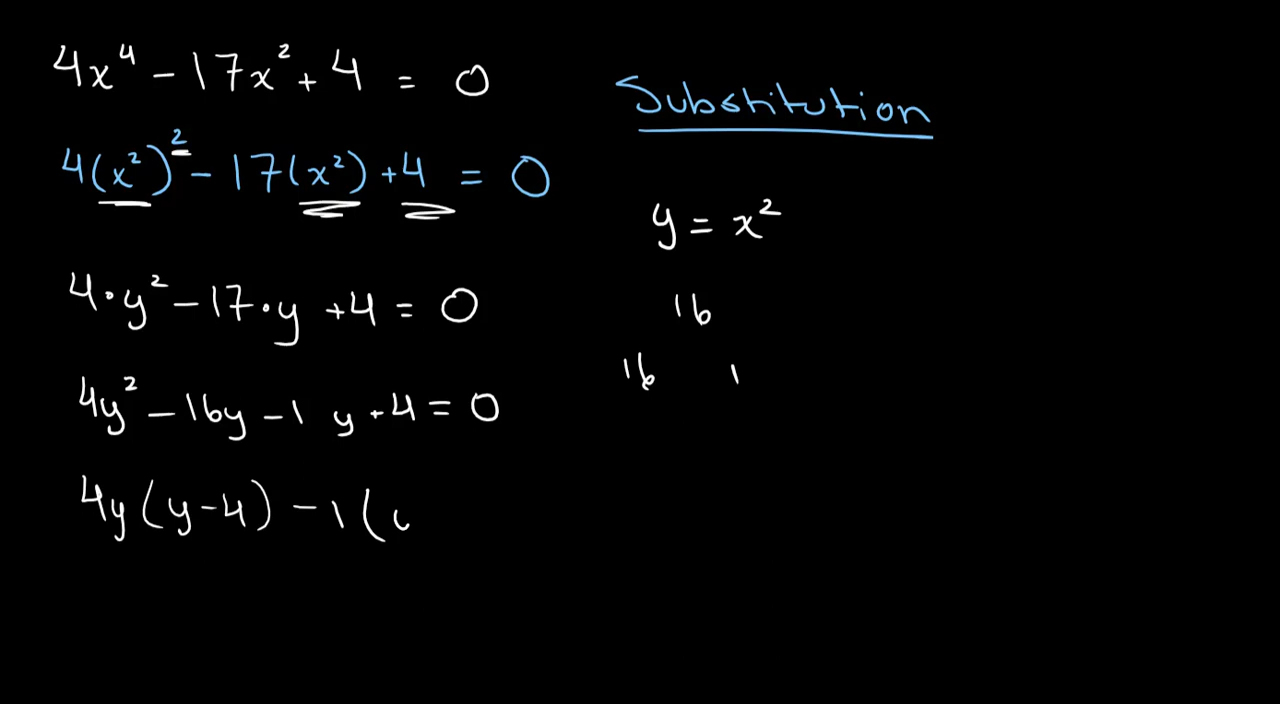 4x⁴ - 17x² + 4 = 0
4(x²)² - 17(x²) + 4 = 0
4·y² - 17·y + 4 = 0
4y² - 16y - 1 y + 4 = 0
4y(y-4) - 1(
Substitution
y = x²
16
16 1